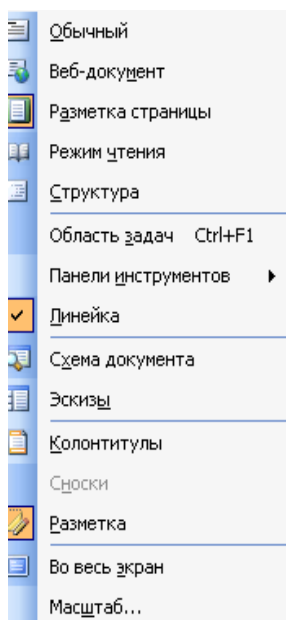 Обычный
Веб-документ
Разметка страницы
Режим чтения
Структура
Область задач Ctrl+F1
Панели инструментов
Линейка
Схема документа
Эскизы
Колонтитулы
Сноски
Разметка
Во весь экран
Масштаб...